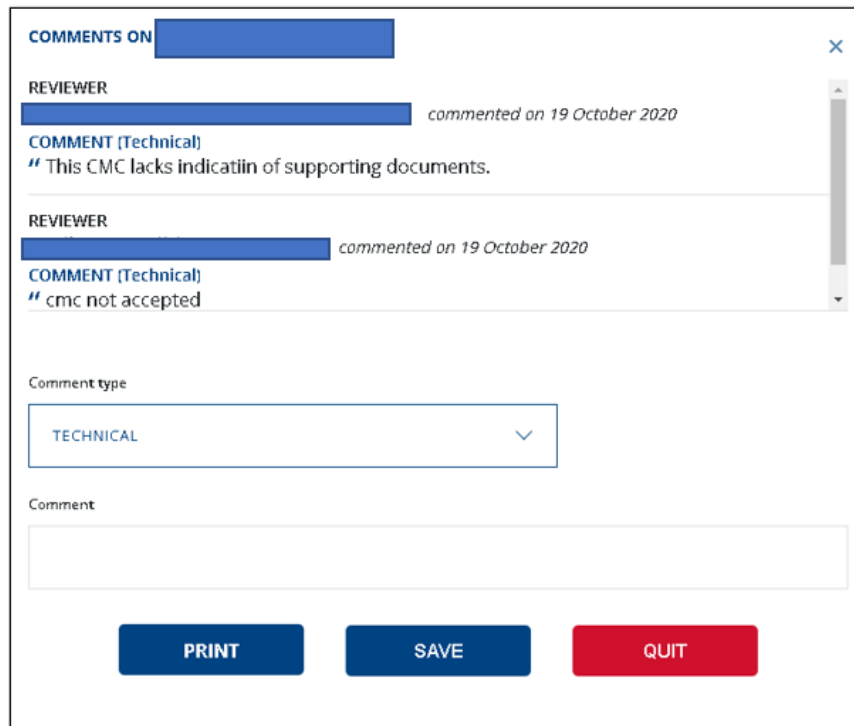 COMMENTS ON
×
REVIEWER
commented on 19 October 2020
COMMENT (Technical)
" This CMC lacks indicatiin of supporting documents.
REVIEWER
commented on 19 October 2020
COMMENT (Technical)
" cmc not accepted
Comment type
TECHNICAL
Comment
PRINT SAVE QUIT